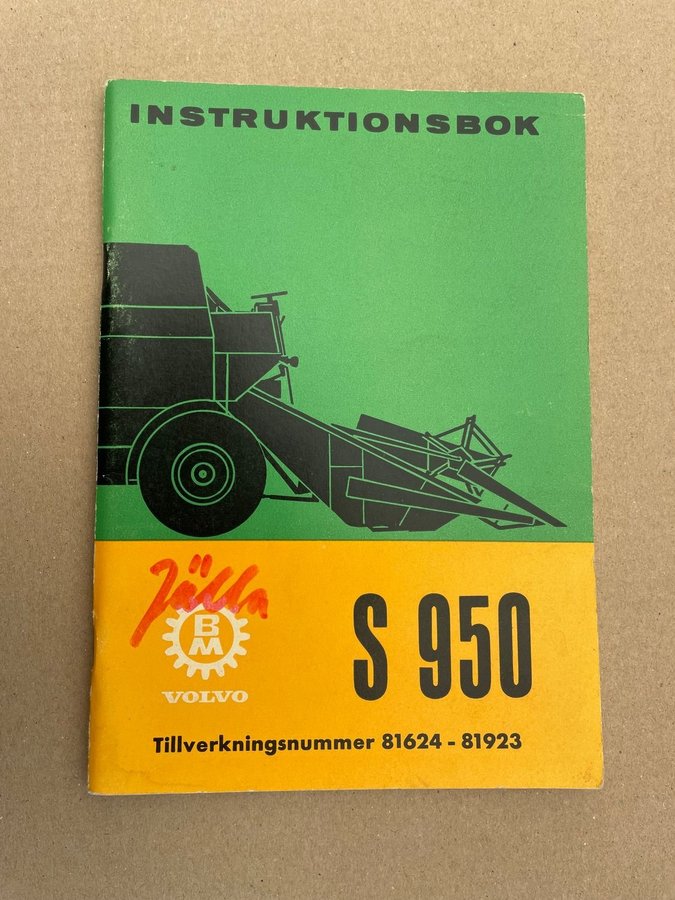 INSTRUKTIONSBOK
Jälla
BM
VOLVO
S 950
Tillverkningsnummer 81624 - 81923